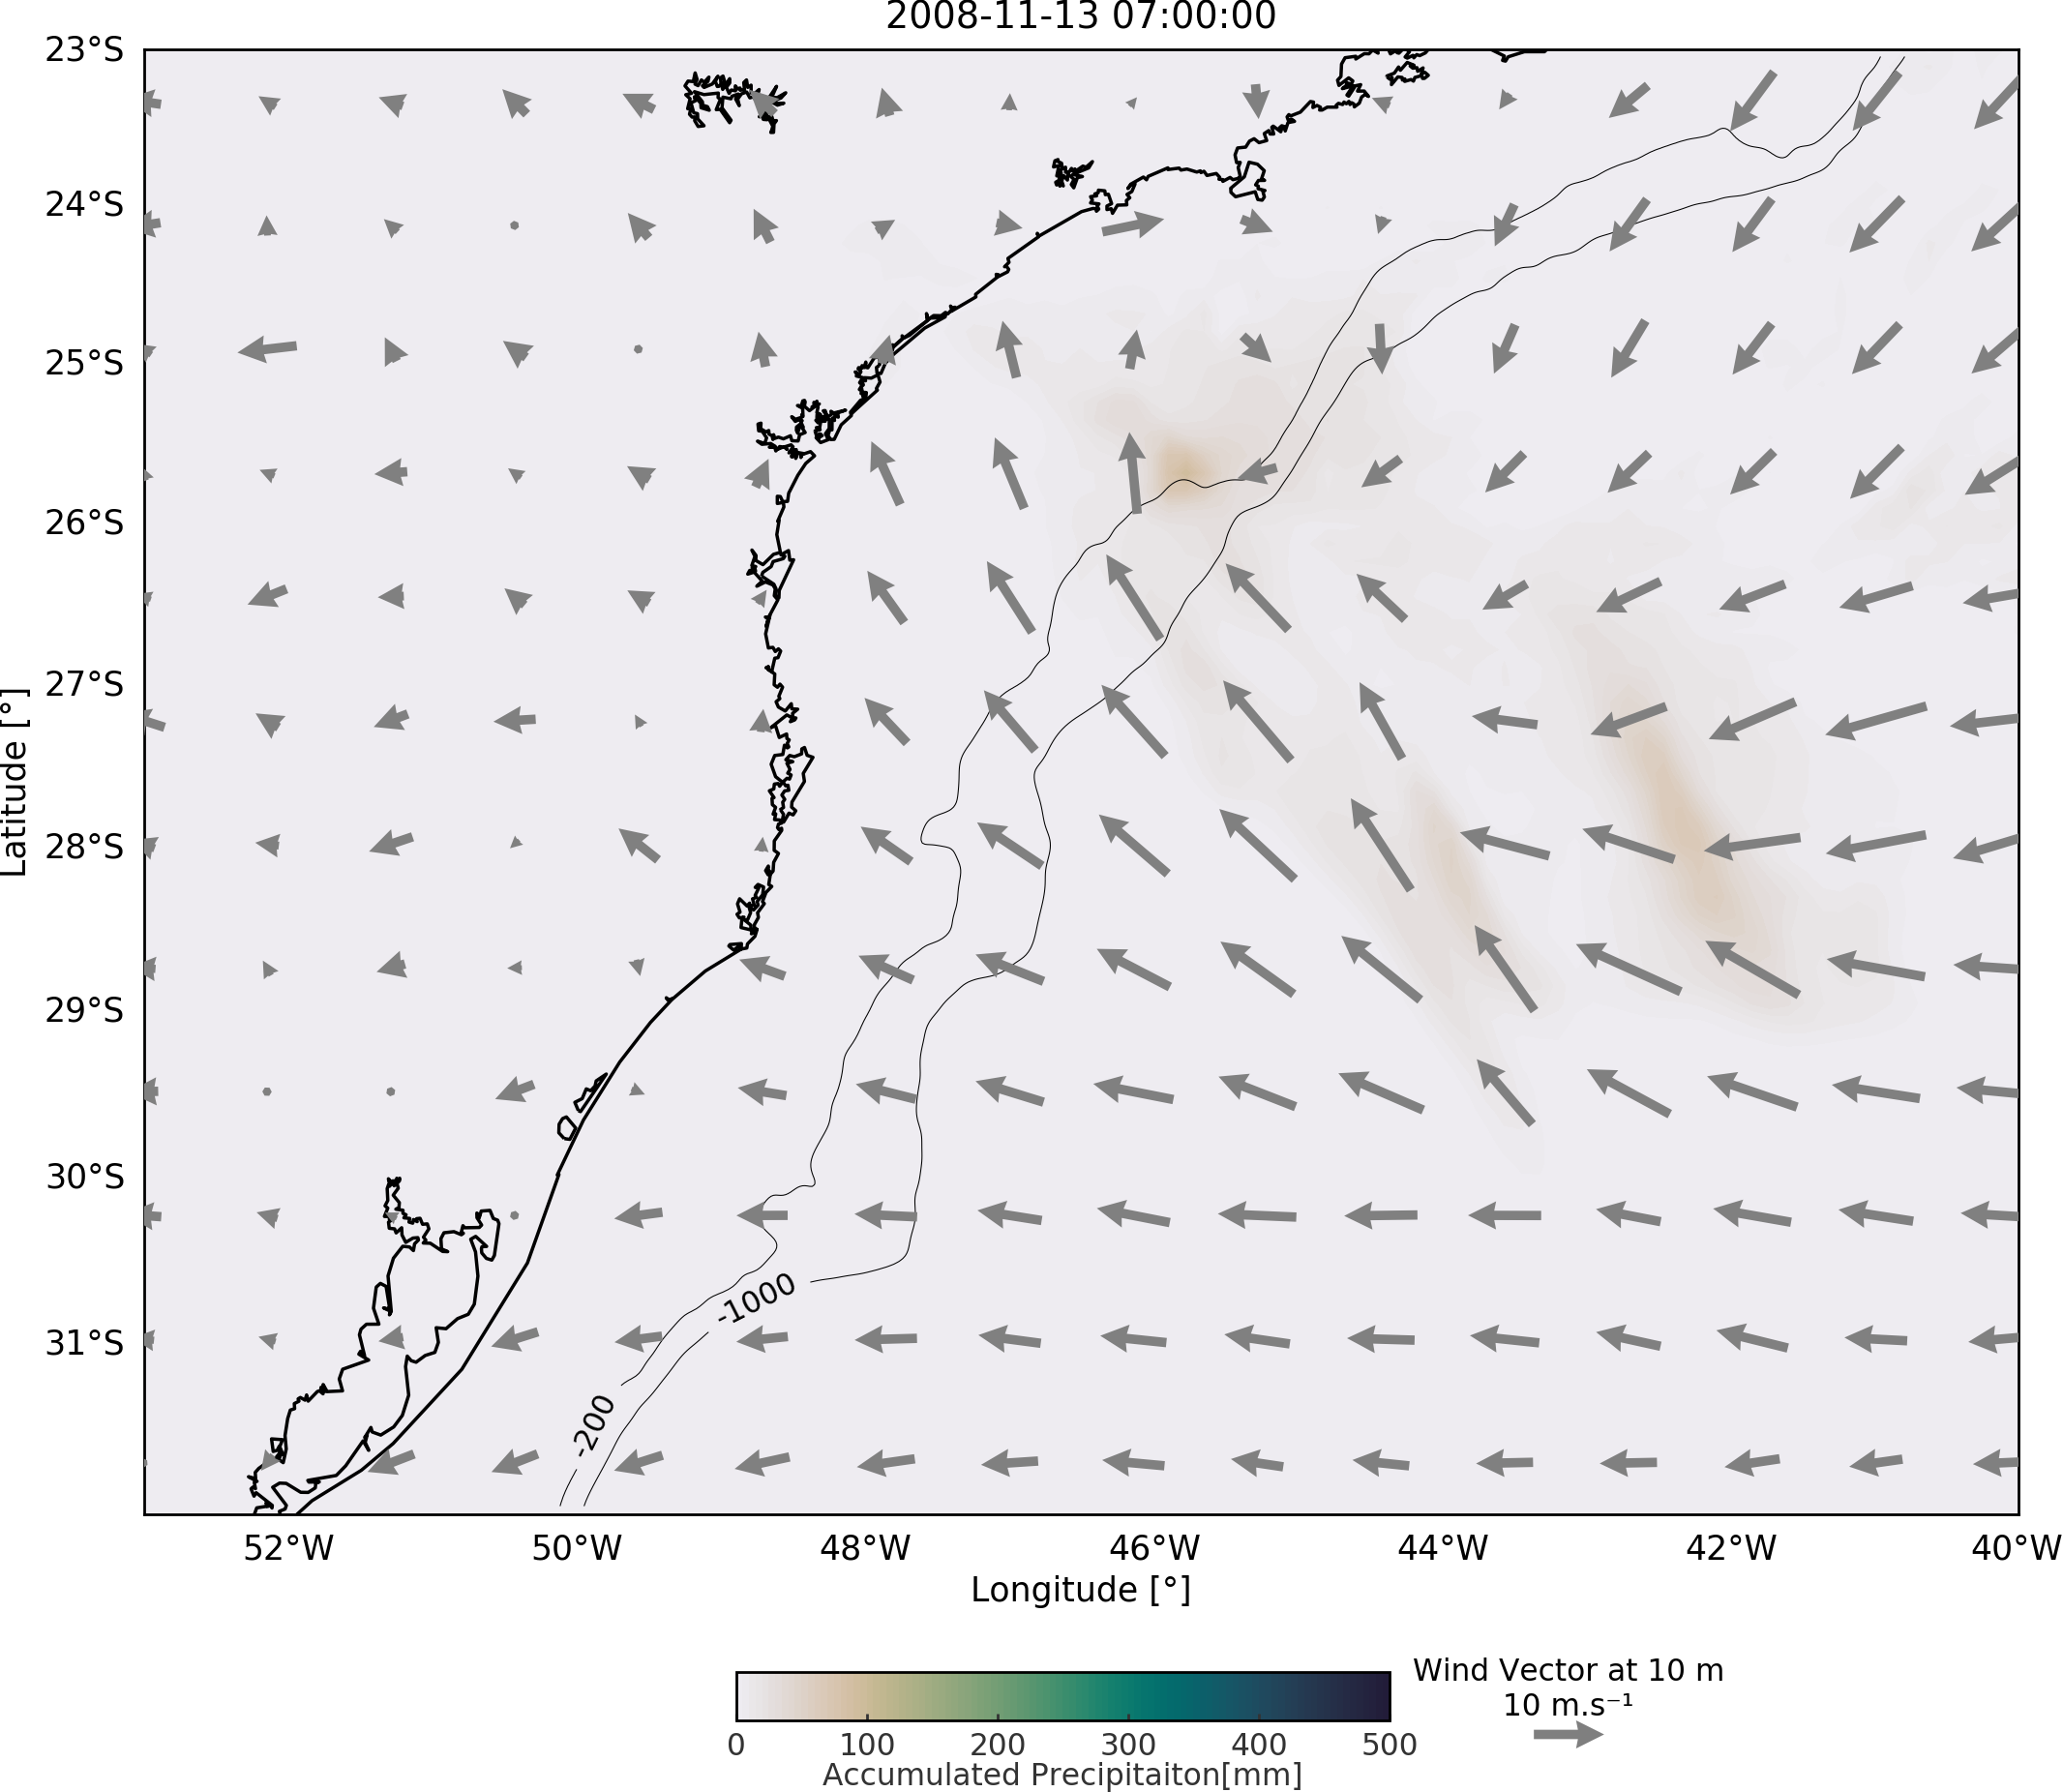 2008-11-13 07:00:00
23°S
24°S
25°S
26°S
27°S
28°S
29°S
30°S
31°S
Latitude [°]
-1000
-200
52°W 50°W 48°W 46°W 44°W 42°W 40°W
Longitude [°]
Wind Vector at 10 m
10 m.s⁻¹
0 100 200 300 400 500
Accumulated Precipitaiton[mm]